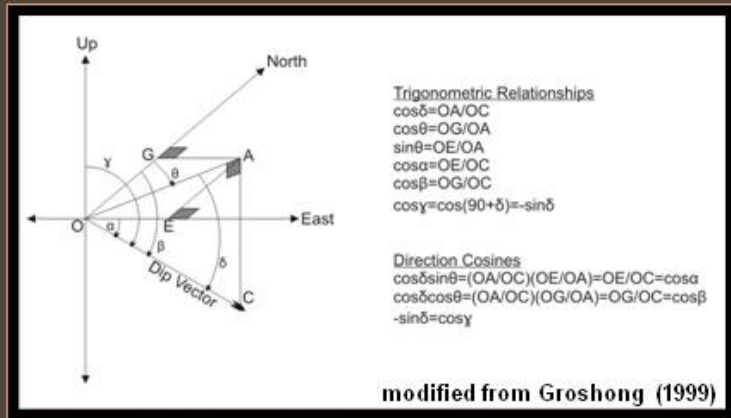 Up
North
G
A
ɣ
θ
O
E
East
α
β
δ
Dip Vector
C
Trigonometric Relationships
cosδ=OA/OC
cosθ=OG/OA
sinθ=OE/OA
cosα=OE/OC
cosβ=OG/OC
cosɣ=cos(90+δ)=-sinδ
Direction Cosines
cosδsinθ=(OA/OC)(OE/OA)=OE/OC=cosα
cosδcosθ=(OA/OC)(OG/OA)=OG/OC=cosβ
-sinδ=cosɣ
modified from Groshong (1999)